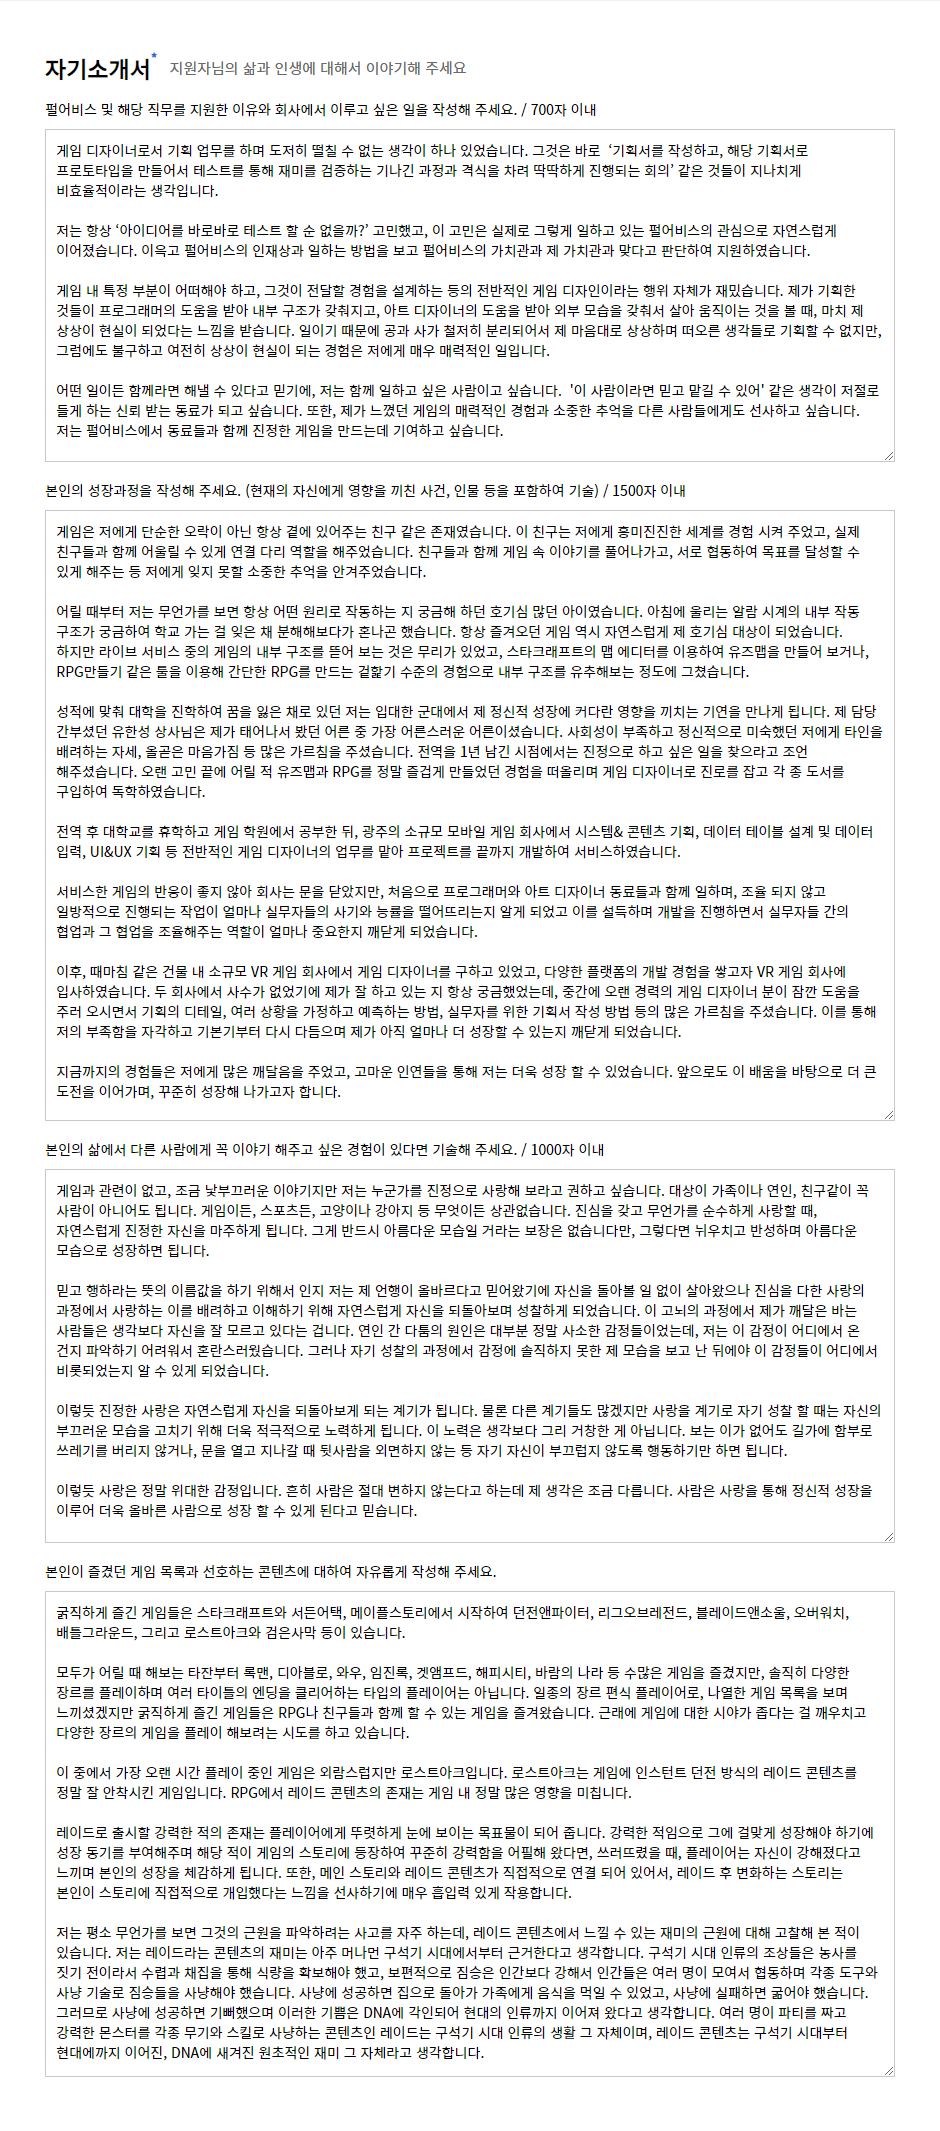 자기소개서* 지원자님의 삶과 인생에 대해서 이야기해 주세요
펄어비스 및 해당 직무를 지원한 이유와 회사에서 이루고 싶은 일을 작성해 주세요. / 700자 이내
게임 디자이너로서 기획 업무를 하며 도저히 떨칠 수 없는 생각이 하나 있었습니다. 그것은 바로 ‘기획서를 작성하고, 해당 기획서로
프로토타입을 만들어서 테스트를 통해 재미를 검증하는 기나긴 과정과 격식을 차려 딱딱하게 진행되는 회의’ 같은 것들이 지나치게
비효율적이라는 생각입니다.
저는 항상 ‘아이디어를 바로바로 테스트 할 순 없을까?’ 고민했고, 이 고민은 실제로 그렇게 일하고 있는 펄어비스의 관심으로 자연스럽게
이어졌습니다. 이윽고 펄어비스의 인재상과 일하는 방법을 보고 펄어비스의 가치관과 제 가치관과 맞다고 판단하여 지원하였습니다.
게임 내 특정 부분이 어떠해야 하고, 그것이 전달할 경험을 설계하는 등의 전반적인 게임 디자인이라는 행위 자체가 재밌습니다. 제가 기획한
것들이 프로그래머의 도움을 받아 내부 구조가 갖춰지고, 아트 디자이너의 도움을 받아 외부 모습을 갖춰서 살아 움직이는 것을 볼 때, 마치 제
상상이 현실이 되었다는 느낌을 받습니다. 일이기 때문에 공과 사가 철저히 분리되어서 제 마음대로 상상하며 떠오른 생각들로 기획할 수 없지만,
그럼에도 불구하고 여전히 상상이 현실이 되는 경험은 저에게 매우 매력적인 일입니다.
어떤 일이든 함께라면 해낼 수 있다고 믿기에, 저는 함께 일하고 싶은 사람이고 싶습니다. '이 사람이라면 믿고 맡길 수 있어' 같은 생각이 저절로
들게 하는 신뢰 받는 동료가 되고 싶습니다. 또한, 제가 느꼈던 게임의 매력적인 경험과 소중한 추억을 다른 사람들에게도 선사하고 싶습니다.
저는 펄어비스에서 동료들과 함께 진정한 게임을 만드는데 기여하고 싶습니다.
본인의 성장과정을 작성해 주세요. (현재의 자신에게 영향을 끼친 사건, 인물 등을 포함하여 기술) / 1500자 이내
게임은 저에게 단순한 오락이 아닌 항상 곁에 있어주는 친구 같은 존재였습니다. 이 친구는 저에게 흥미진진한 세계를 경험 시켜 주었고, 실제
친구들과 함께 어울릴 수 있게 연결 다리 역할을 해주었습니다. 친구들과 함께 게임 속 이야기를 풀어나가고, 서로 협동하여 목표를 달성할 수
있게 해주는 등 저에게 잊지 못할 소중한 추억을 안겨주었습니다.
어릴 때부터 저는 무언가를 보면 항상 어떤 원리로 작동하는 지 궁금해 하던 호기심 많던 아이였습니다. 아침에 울리는 알람 시계의 내부 작동
구조가 궁금하여 학교 가는 걸 잊은 채 분해해보다가 혼나곤 했습니다. 항상 즐겨오던 게임 역시 자연스럽게 제 호기심 대상이 되었습니다.
하지만 라이브 서비스 중의 게임의 내부 구조를 뜯어 보는 것은 무리가 있었고, 스타크래프트의 맵 에디터를 이용하여 유즈맵을 만들어 보거나,
RPG만들기 같은 툴을 이용해 간단한 RPG를 만드는 겉핥기 수준의 경험으로 내부 구조를 유추해보는 정도에 그쳤습니다.
성적에 맞춰 대학을 진학하여 꿈을 잃은 채로 있던 저는 입대한 군대에서 제 정신적 성장에 커다란 영향을 끼치는 기연을 만나게 됩니다. 제 담당
간부셨던 유한성 상사님은 제가 태어나서 봤던 어른 중 가장 어른스러운 어른이셨습니다. 사회성이 부족하고 정신적으로 미숙했던 저에게 타인을
배려하는 자세, 올곧은 마음가짐 등 많은 가르침을 주셨습니다. 전역을 1년 남긴 시점에서는 진정으로 하고 싶은 일을 찾으라고 조언
해주셨습니다. 오랜 고민 끝에 어릴 적 유즈맵과 RPG를 정말 즐겁게 만들었던 경험을 떠올리며 게임 디자이너로 진로를 잡고 각 종 도서를
구입하여 독학하였습니다.
전역 후 대학교를 휴학하고 게임 학원에서 공부한 뒤, 광주의 소규모 모바일 게임 회사에서 시스템& 콘텐츠 기획, 데이터 테이블 설계 및 데이터
입력, UI&UX 기획 등 전반적인 게임 디자이너의 업무를 맡아 프로젝트를 끝까지 개발하여 서비스하였습니다.
서비스한 게임의 반응이 좋지 않아 회사는 문을 닫았지만, 처음으로 프로그래머와 아트 디자이너 동료들과 함께 일하며, 조율 되지 않고
일방적으로 진행되는 작업이 얼마나 실무자들의 사기와 능률을 떨어뜨리는지 알게 되었고 이를 설득하며 개발을 진행하면서 실무자들 간의
협업과 그 협업을 조율해주는 역할이 얼마나 중요한지 깨닫게 되었습니다.
이후, 때마침 같은 건물 내 소규모 VR 게임 회사에서 게임 디자이너를 구하고 있었고, 다양한 플랫폼의 개발 경험을 쌓고자 VR 게임 회사에
입사하였습니다. 두 회사에서 사수가 없었기에 제가 잘 하고 있는 지 항상 궁금했었는데, 중간에 오랜 경력의 게임 디자이너 분이 잠깐 도움을
주러 오시면서 기획의 디테일, 여러 상황을 가정하고 예측하는 방법, 실무자를 위한 기획서 작성 방법 등의 많은 가르침을 주셨습니다. 이를 통해
저의 부족함을 자각하고 기본기부터 다시 다듬으며 제가 아직 얼마나 더 성장할 수 있는지 깨닫게 되었습니다.
지금까지의 경험들은 저에게 많은 깨달음을 주었고, 고마운 인연들을 통해 저는 더욱 성장 할 수 있었습니다. 앞으로도 이 배움을 바탕으로 더 큰
도전을 이어가며, 꾸준히 성장해 나가고자 합니다.
본인의 삶에서 다른 사람에게 꼭 이야기 해주고 싶은 경험이 있다면 기술해 주세요. / 1000자 이내
게임과 관련이 없고, 조금 낯부끄러운 이야기지만 저는 누군가를 진정으로 사랑해 보라고 권하고 싶습니다. 대상이 가족이나 연인, 친구같이 꼭
사람이 아니어도 됩니다. 게임이든, 스포츠든, 고양이나 강아지 등 무엇이든 상관없습니다. 진심을 갖고 무언가를 순수하게 사랑할 때,
자연스럽게 진정한 자신을 마주하게 됩니다. 그게 반드시 아름다운 모습일 거라는 보장은 없습니다만, 그렇다면 뉘우치고 반성하며 아름다운
모습으로 성장하면 됩니다.
믿고 행하라는 뜻의 이름값을 하기 위해서 인지 저는 제 언행이 올바르다고 믿어왔기에 자신을 돌아볼 일 없이 살아왔으나 진심을 다한 사랑의
과정에서 사랑하는 이를 배려하고 이해하기 위해 자연스럽게 자신을 되돌아보며 성찰하게 되었습니다. 이 고뇌의 과정에서 제가 깨달은 바는
사람들은 생각보다 자신을 잘 모르고 있다는 겁니다. 연인 간 다툼의 원인은 대부분 정말 사소한 감정들이었는데, 저는 이 감정이 어디에서 온
건지 파악하기 어려워서 혼란스러웠습니다. 그러나 자기 성찰의 과정에서 감정에 솔직하지 못한 제 모습을 보고 난 뒤에야 이 감정들이 어디에서
비롯되었는지 알 수 있게 되었습니다.
이렇듯 진정한 사랑은 자연스럽게 자신을 되돌아보게 되는 계기가 됩니다. 물론 다른 계기들도 많겠지만 사랑을 계기로 자기 성찰 할 때는 자신의
부끄러운 모습을 고치기 위해 더욱 적극적으로 노력하게 됩니다. 이 노력은 생각보다 그리 거창한 게 아닙니다. 보는 이가 없어도 길가에 함부로
쓰레기를 버리지 않거나, 문을 열고 지나갈 때 뒷사람을 외면하지 않는 등 자기 자신이 부끄럽지 않도록 행동하기만 하면 됩니다.
이렇듯 사랑은 정말 위대한 감정입니다. 흔히 사람은 절대 변하지 않는다고 하는데 제 생각은 조금 다릅니다. 사람은 사랑을 통해 정신적 성장을
이루어 더욱 올바른 사람으로 성장 할 수 있게 된다고 믿습니다.
본인이 즐겼던 게임 목록과 선호하는 콘텐츠에 대하여 자유롭게 작성해 주세요.
굵직하게 즐긴 게임들은 스타크래프트와 서든어택, 메이플스토리에서 시작하여 던전앤파이터, 리그오브레전드, 블레이드앤소울, 오버워치,
배틀그라운드, 그리고 로스트아크와 검은사막 등이 있습니다.
모두가 어릴 때 해보는 타잔부터 록맨, 디아블로, 와우, 임진록, 겟앰프드, 해피시티, 바람의 나라 등 수많은 게임을 즐겼지만, 솔직히 다양한
장르를 플레이하며 여러 타이틀의 엔딩을 클리어하는 타입의 플레이어는 아닙니다. 일종의 장르 편식 플레이어로, 나열한 게임 목록을 보며
느끼셨겠지만 굵직하게 즐긴 게임들은 RPG나 친구들과 함께 할 수 있는 게임을 즐겨왔습니다. 근래에 게임에 대한 시야가 좁다는 걸 깨우치고
다양한 장르의 게임을 플레이 해보려는 시도를 하고 있습니다.
이 중에서 가장 오랜 시간 플레이 중인 게임은 외람스럽지만 로스트아크입니다. 로스트아크는 게임에 인스턴트 던전 방식의 레이드 콘텐츠를
정말 잘 안착시킨 게임입니다. RPG에서 레이드 콘텐츠의 존재는 게임 내 정말 많은 영향을 미칩니다.
레이드로 출시할 강력한 적의 존재는 플레이어에게 뚜렷하게 눈에 보이는 목표물이 되어 줍니다. 강력한 적임으로 그에 걸맞게 성장해야 하기에
성장 동기를 부여해주며 해당 적이 게임의 스토리에 등장하여 꾸준히 강력함을 어필해 왔다면, 쓰러뜨렸을 때, 플레이어는 자신이 강해졌다고
느끼며 본인의 성장을 체감하게 됩니다. 또한, 메인 스토리와 레이드 콘텐츠가 직접적으로 연결 되어 있어서, 레이드 후 변화하는 스토리는
본인이 스토리에 직접적으로 개입했다는 느낌을 선사하기에 매우 흡입력 있게 작용합니다.
저는 평소 무언가를 보면 그것의 근원을 파악하려는 사고를 자주 하는데, 레이드 콘텐츠에서 느낄 수 있는 재미의 근원에 대해 고찰해 본 적이
있습니다. 저는 레이드라는 콘텐츠의 재미는 아주 머나먼 구석기 시대에서부터 근거한다고 생각합니다. 구석기 시대 인류의 조상들은 농사를
짓기 전이라서 수렵과 채집을 통해 식량을 확보해야 했고, 보편적으로 짐승은 인간보다 강해서 인간들은 여러 명이 모여서 협동하며 각종 도구와
사냥 기술로 짐승들을 사냥해야 했습니다. 사냥에 성공하면 집으로 돌아가 가족에게 음식을 먹일 수 있었고, 사냥에 실패하면 굶어야 했습니다.
그러므로 사냥에 성공하면 기뻐했으며 이러한 기쁨은 DNA에 각인되어 현대의 인류까지 이어져 왔다고 생각합니다. 여러 명이 파티를 짜고
강력한 몬스터를 각종 무기와 스킬로 사냥하는 콘텐츠인 레이드는 구석기 시대 인류의 생활 그 자체이며, 레이드 콘텐츠는 구석기 시대부터
현대에까지 이어진, DNA에 새겨진 원초적인 재미 그 자체라고 생각합니다.